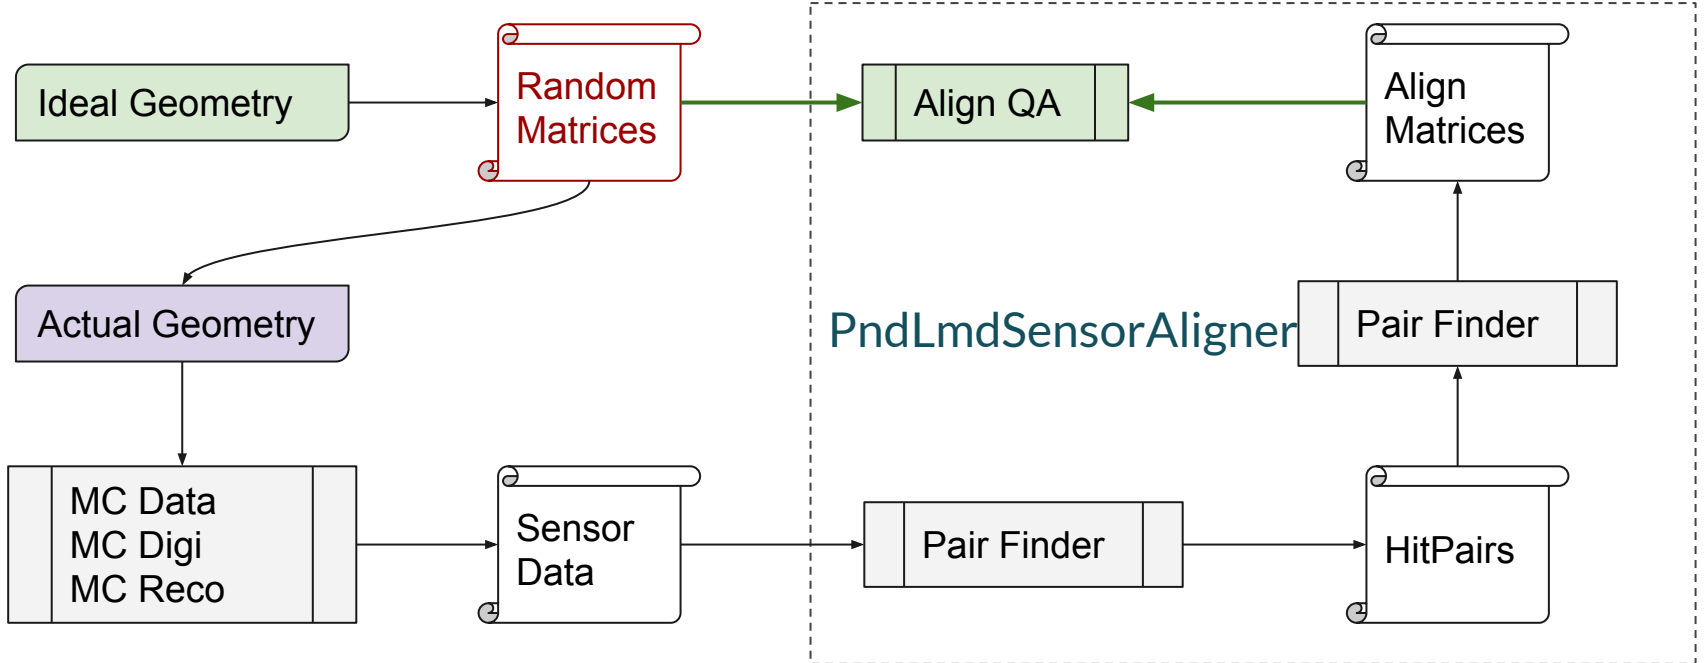 Ideal Geometry
Random
Matrices
Align QA
Align
Matrices
Actual Geometry
PndLmdSensorAligner
Pair Finder
MC Data
MC Digi
MC Reco
Sensor
Data
Pair Finder
HitPairs